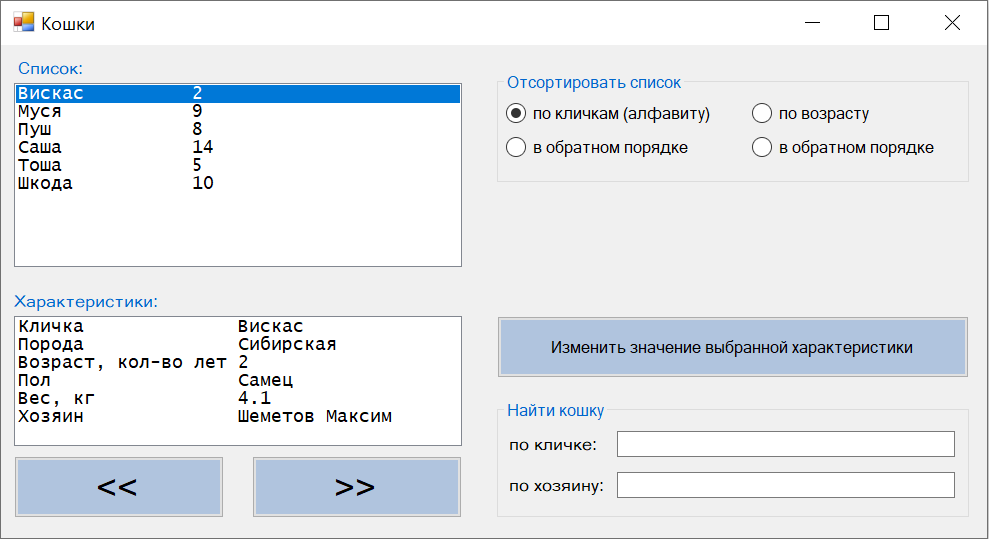 Кошки
Список:
Вискас 2
Муся 9
Пуш 8
Саша 14
Тоша 5
Шкода 10
Отсортировать список
по кличкам (алфавиту) по возрасту
в обратном порядке в обратном порядке
Характеристики:
Кличка Вискас
Порода Сибирская
Возраст, кол-во лет 2
Пол Самец
Вес, кг 4.1
Хозяин Шеметов Максим
<< >>
Изменить значение выбранной характеристики
Найти кошку
по кличке:
по хозяину: